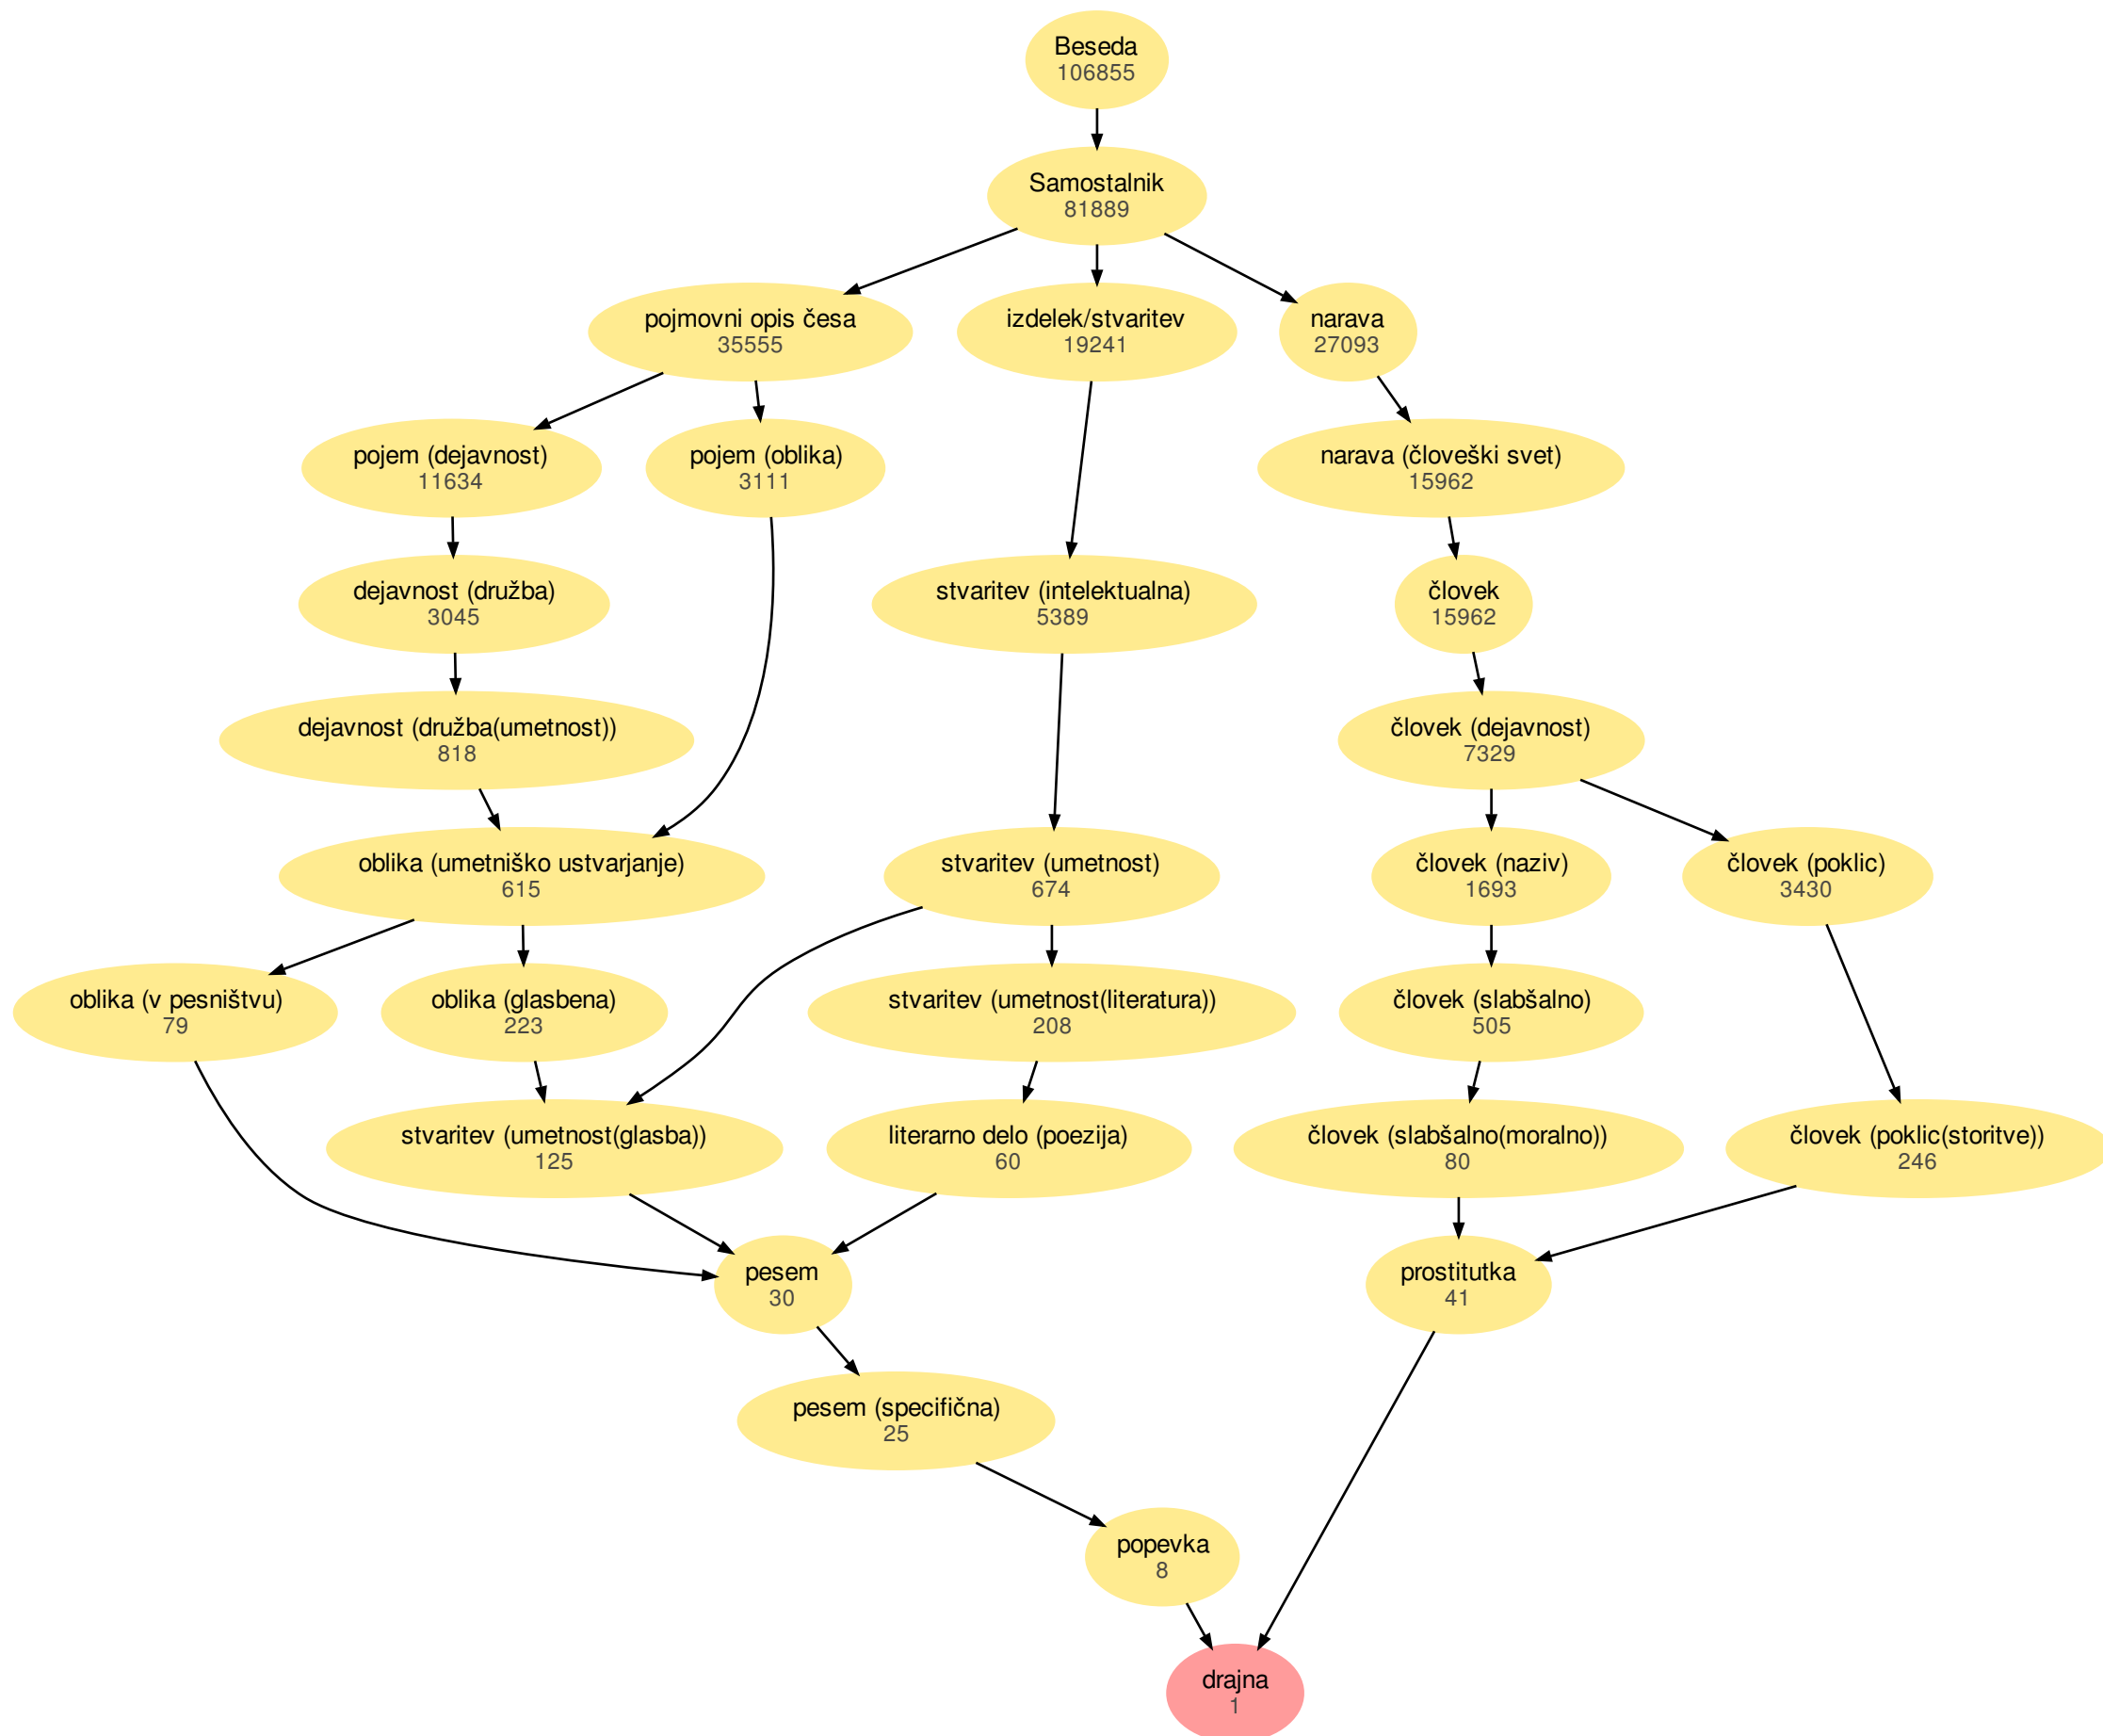 Beseda
106855
Samostalnik
81889
pojmovni opis česa
35555
izdelek/stvaritev
19241
narava
27093
pojem (dejavnost)
11634
pojem (oblika)
3111
narava (človeški svet)
15962
dejavnost (družba)
3045
stvaritev (intelektualna)
5389
človek
15962
dejavnost (družba(umetnost))
818
človek (dejavnost)
7329
oblika (umetniško ustvarjanje)
615
stvaritev (umetnost)
674
človek (naziv)
1693
človek (poklic)
3430
oblika (v pesništvu)
79
oblika (glasbena)
223
stvaritev (umetnost(literatura))
208
človek (slabšalno)
505
stvaritev (umetnost(glasba))
125
literarno delo (poezija)
60
človek (slabšalno(moralno))
80
človek (poklic(storitve))
246
pesem
30
prostitutka
41
pesem (specifična)
25
popevka
8
drajna
1